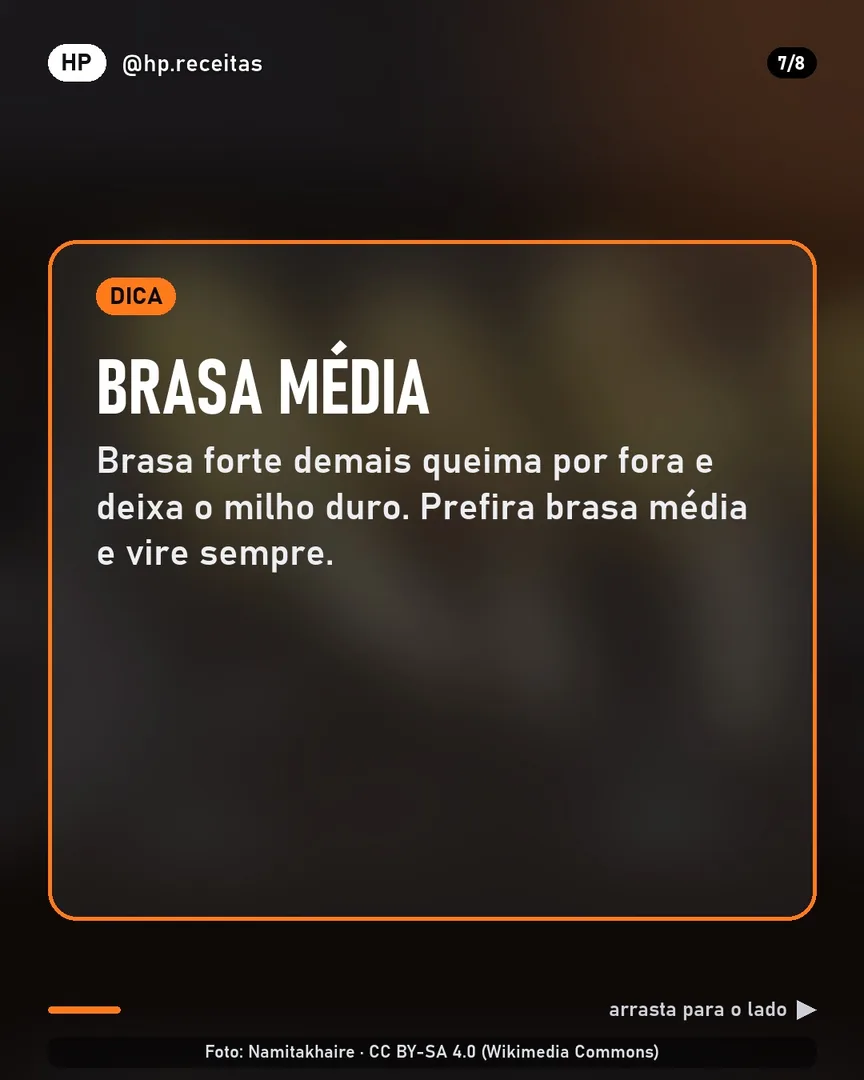 HP @hp.receitas 7/8
DICA
BRASA MÉDIA
Brasa forte demais queima por fora e
deixa o milho duro. Prefira brasa média
e vire sempre.
arrasta para o lado ▶
Foto: Namitakhaire · CC BY-SA 4.0 (Wikimedia Commons)